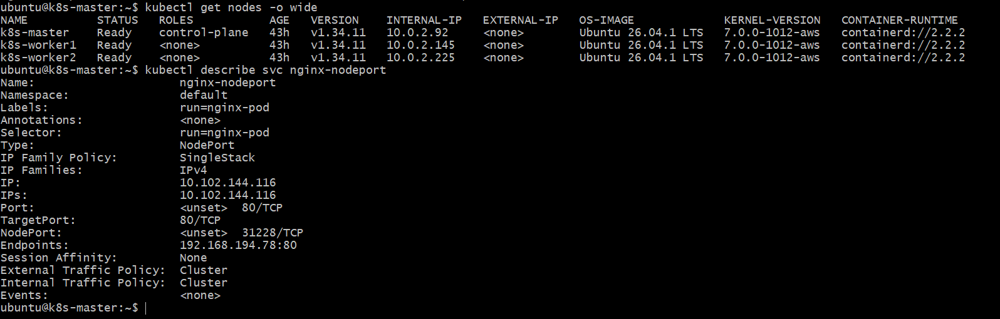 ubuntu@k8s-master:~$ kubectl get nodes -o wide
NAME          STATUS   ROLES           AGE   VERSION    INTERNAL-IP   EXTERNAL-IP   OS-IMAGE             KERNEL-VERSION   CONTAINER-RUNTIME
k8s-master    Ready    control-plane   43h   v1.34.11   10.0.2.92     <none>        Ubuntu 26.04.1 LTS   7.0.0-1012-aws   containerd://2.2.2
k8s-worker1   Ready    <none>          43h   v1.34.11   10.0.2.145    <none>        Ubuntu 26.04.1 LTS   7.0.0-1012-aws   containerd://2.2.2
k8s-worker2   Ready    <none>          43h   v1.34.11   10.0.2.225    <none>        Ubuntu 26.04.1 LTS   7.0.0-1012-aws   containerd://2.2.2
ubuntu@k8s-master:~$ kubectl describe svc nginx-nodeport
Name:                     nginx-nodeport
Namespace:                default
Labels:                   run=nginx-pod
Annotations:              <none>
Selector:                 run=nginx-pod
Type:                     NodePort
IP Family Policy:         SingleStack
IP Families:              IPv4
IP:                       10.102.144.116
IPs:                      10.102.144.116
Port:                     <unset>  80/TCP
TargetPort:               80/TCP
NodePort:                 <unset>  31228/TCP
Endpoints:                192.168.194.78:80
Session Affinity:         None
External Traffic Policy:  Cluster
Internal Traffic Policy:  Cluster
Events:                   <none>
ubuntu@k8s-master:~$